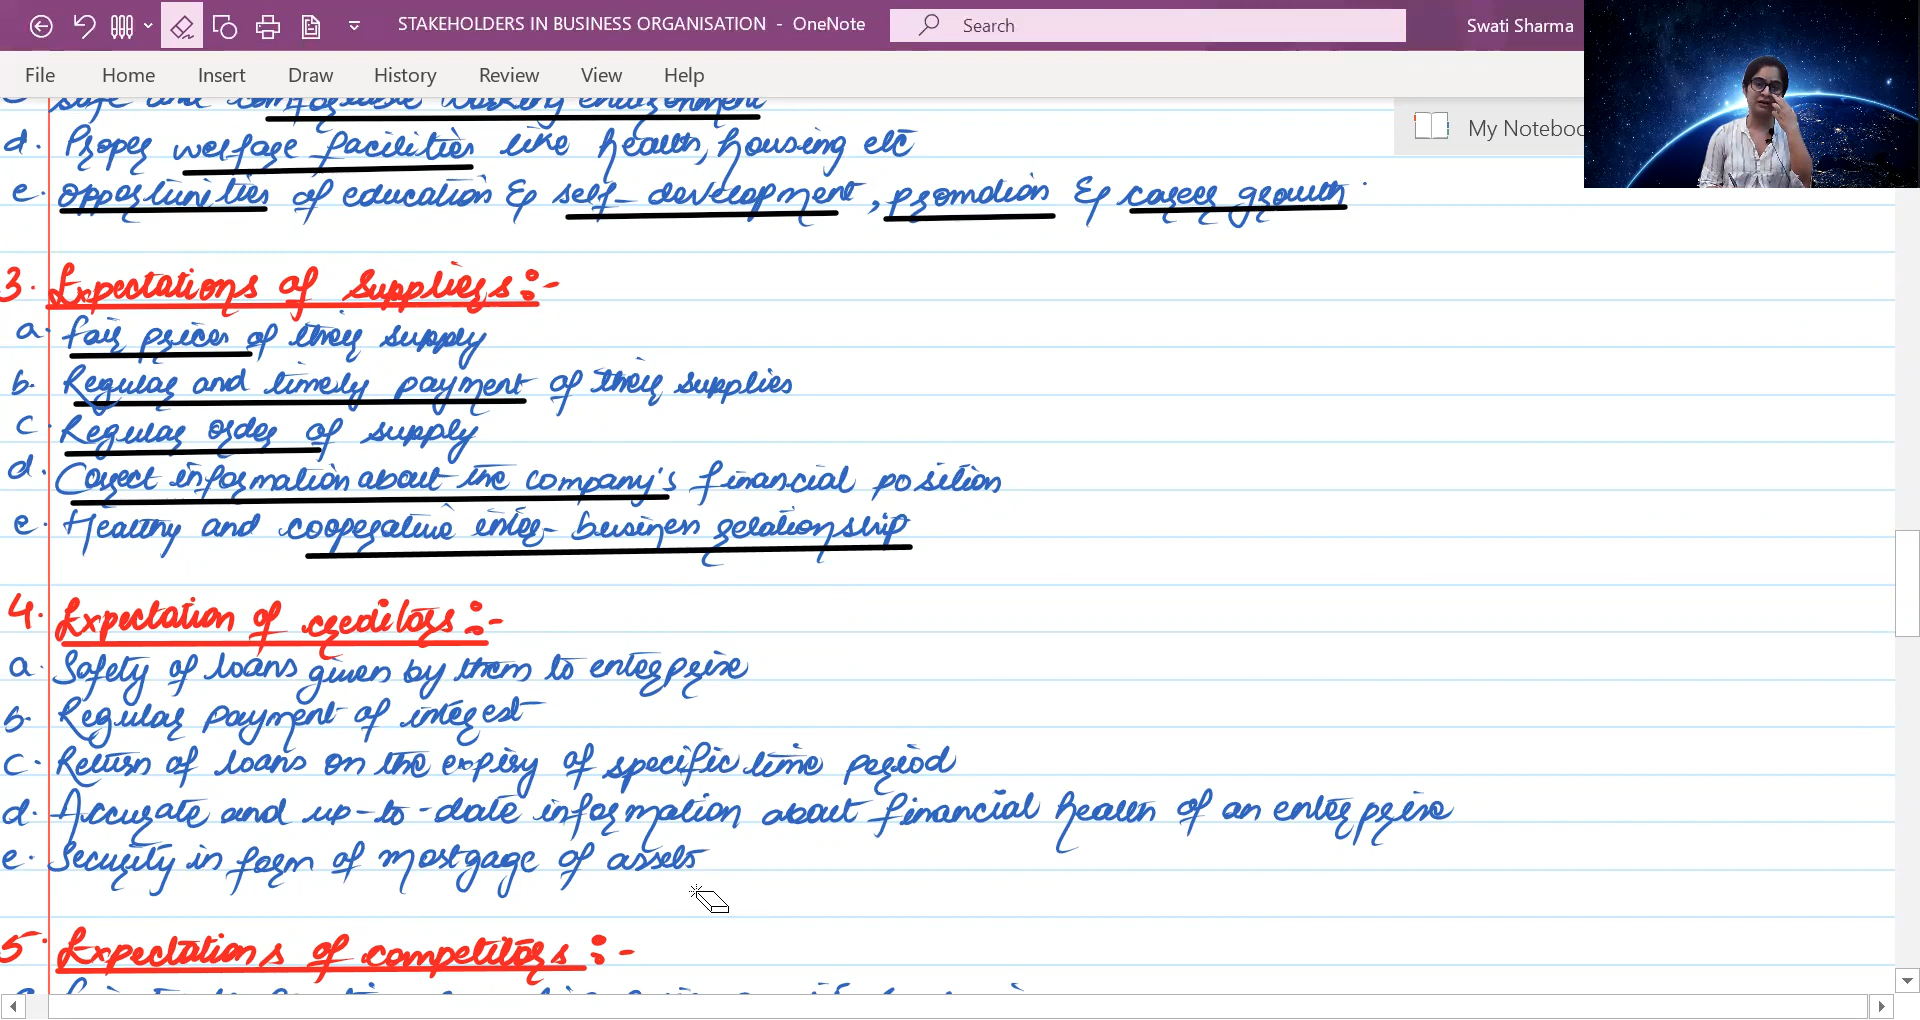 STAKEHOLDERS IN BUSINESS ORGANISATION - OneNote
Search
Swati Sharma
File Home Insert Draw History Review View Help
My Noteboo
safe and comfortable working environment
d. Proper welfare facilities like health, housing etc
e. opportunities of education & self-development, promotion & career growth.
3. Expectations of suppliers:-
a. fair prices of their supply
b. Regular and timely payment of their supplies
c. Regular order of supply
d. Corect information about the company's financial position
e. Healthy and cooperative inter-business relationship
4. Expectation of creditors:-
a. Safety of loans given by them to enterprise
b. Regular payment of interest
c. Return of loans on the expiry of specific time period
d. Accurate and up-to-date information about financial health of an enterprise
e. Security in form of mortgage of assets
5. Expectations of competitors:-